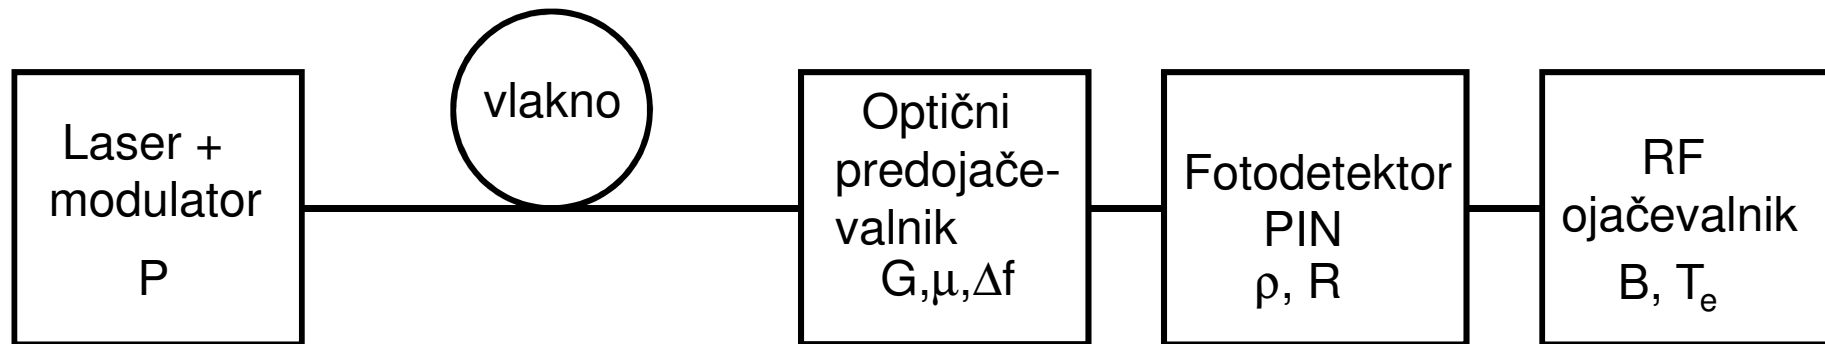 Laser +
modulator
P
vlakno
Optični
predojače-
valnik
G,μ,Δf
Fotodetektor
PIN
ρ, R
RF
ojačevalnik
B, Tₑ